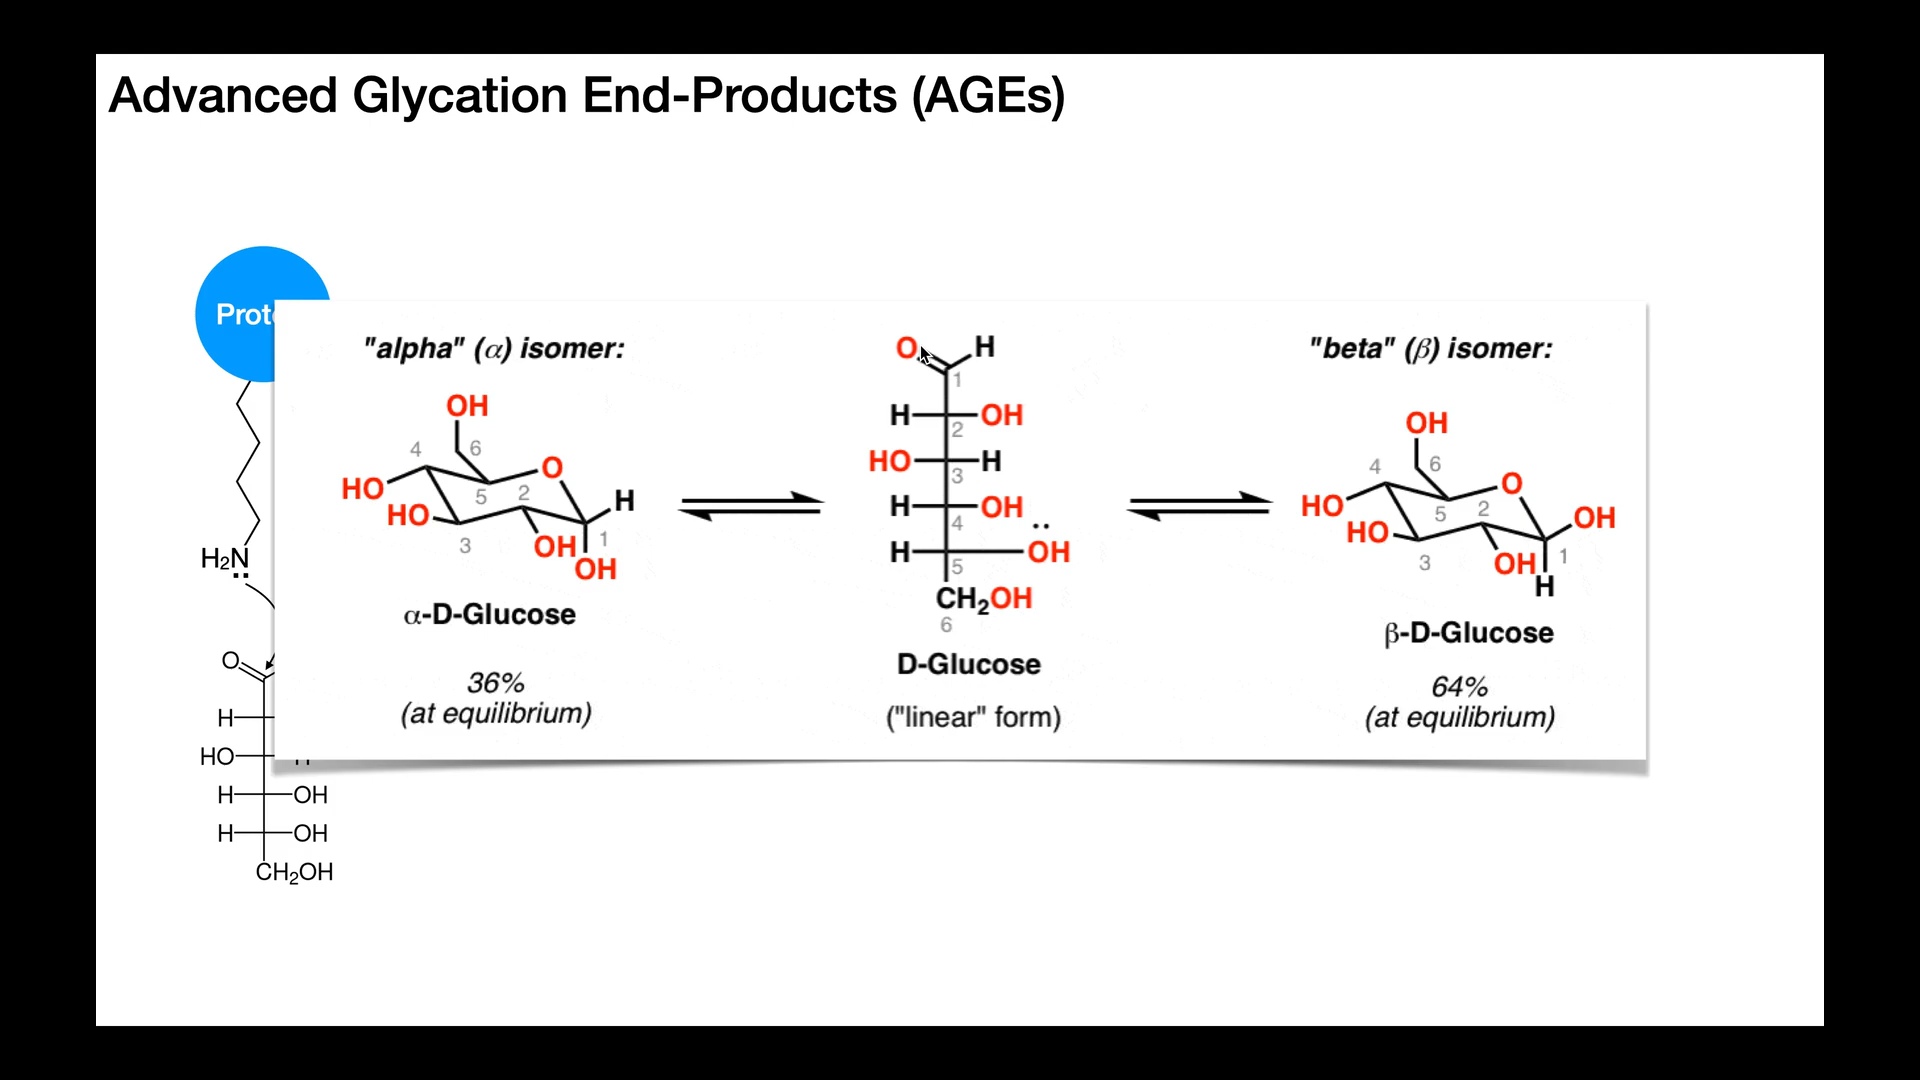 Advanced Glycation End-Products (AGEs)
Prote
H₂N
O
H
HO
H
H
OH
H
OH
CH₂OH
"alpha" (α) isomer:
OH
4
6
O
HO
5
2
H
HO
3
OH
1
OH
α-D-Glucose
36%
(at equilibrium)
O
H
1
H
OH
2
HO
H
3
H
OH
4
H
OH
5
CH₂OH
6
D-Glucose
("linear" form)
"beta" (β) isomer:
OH
4
6
O
HO
5
2
OH
HO
3
OH
1
H
β-D-Glucose
64%
(at equilibrium)